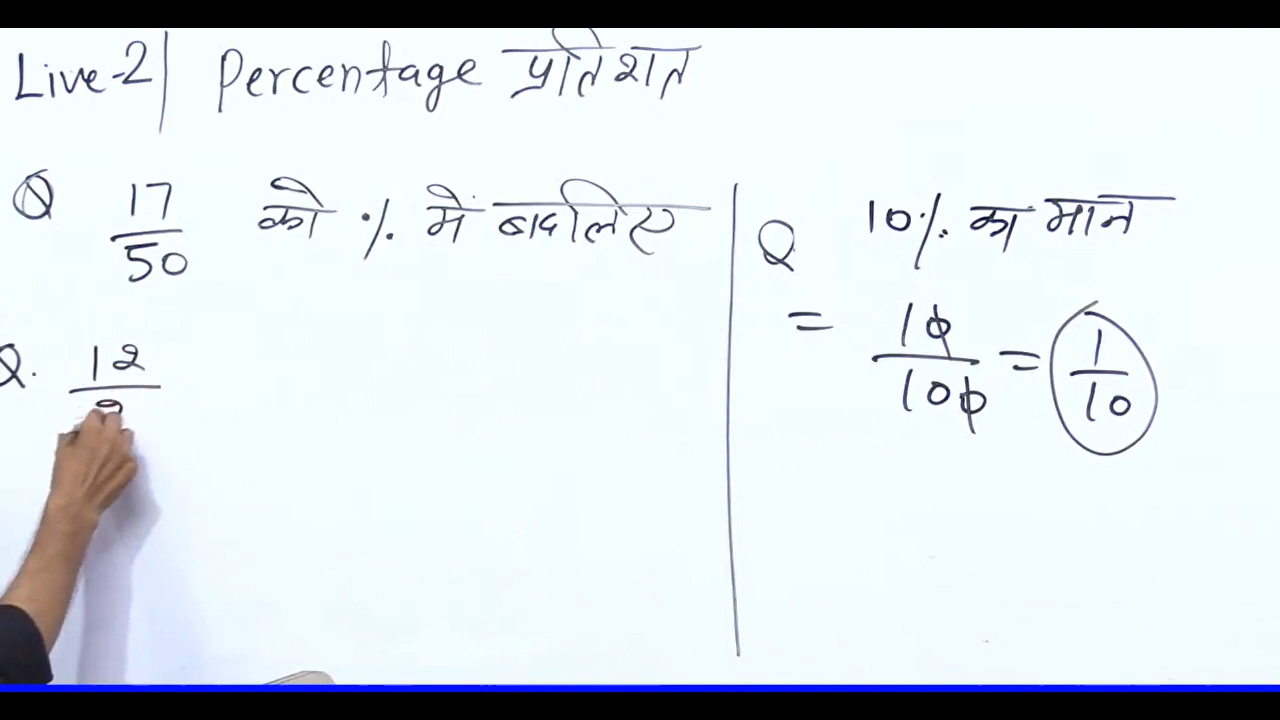 Live-2| Percentage प्रतिशत
Q 17/50 को % में बदलिए
Q. 12
Q 10% का मान
= 10/100 = 1/10